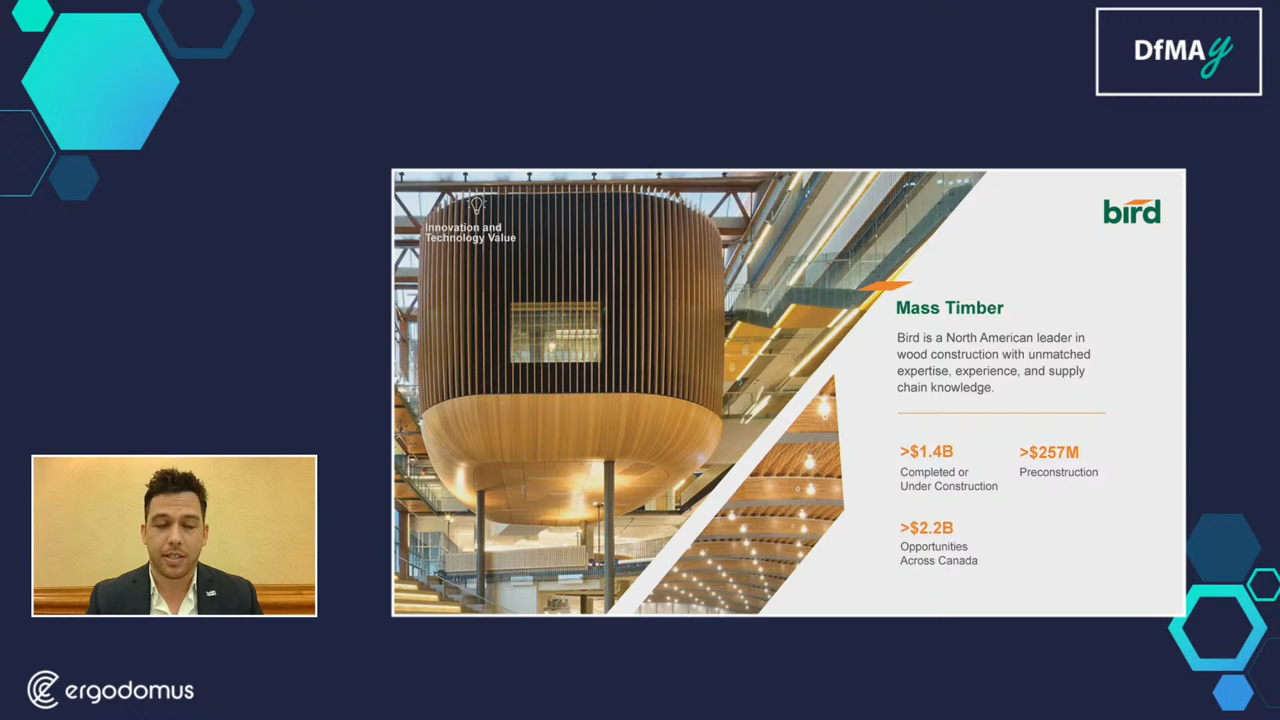 DfMAy
Innovation and
Technology Value
bird
Mass Timber
Bird is a North American leader in
wood construction with unmatched
expertise, experience, and supply
chain knowledge.
>$1.4B
Completed or
Under Construction
>$257M
Preconstruction
>$2.2B
Opportunities
Across Canada
ergodomus